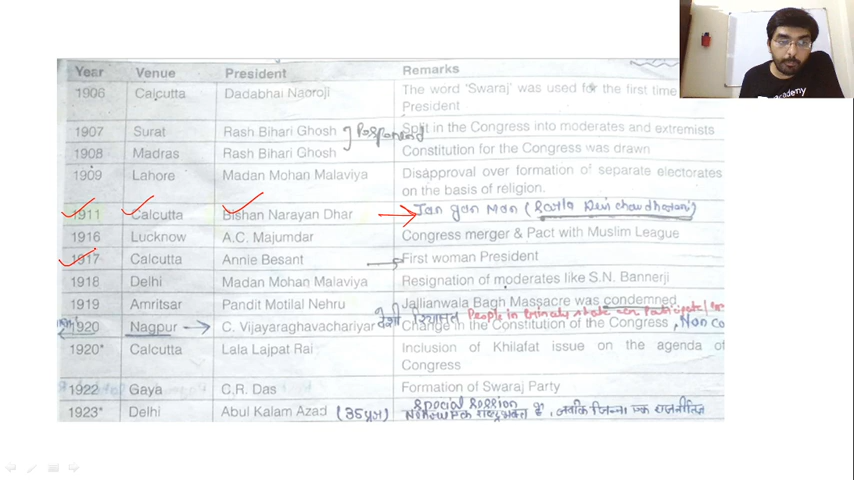 academy
Year Venue President Remarks
1906 Calcutta Dadabhai Naoroji The word 'Swaraj' was used for the first time
President
1907 Surat Rash Bihari Ghosh Split in the Congress into moderates and extremists
1908 Madras Rash Bihari Ghosh Constitution for the Congress was drawn
1909 Lahore Madan Mohan Malaviya Disapproval over formation of separate electorates
on the basis of religion.
1911 Calcutta Bishan Narayan Dhar Jan gan Man (Sarla Devi chaudharani)
1916 Lucknow A.C. Majumdar Congress merger & Pact with Muslim League
1917 Calcutta Annie Besant First woman President
1918 Delhi Madan Mohan Malaviya Resignation of moderates like S.N. Bannerji
1919 Amritsar Pandit Motilal Nehru Jallianwala Bagh Massacre was condemned
देशी रियासत People in state can Participate
1920 Nagpur C. Vijayaraghavachariyar Change in the Constitution of the Congress, Non co
1920* Calcutta Lala Lajpat Rai Inclusion of Khilafat issue on the agenda of
Congress
1922 Gaya C.R. Das Formation of Swaraj Party
Special Session
1923* Delhi Abul Kalam Azad राष्ट्रभक्त है, जबकि जिन्ना एक राजनीतिज्ञ